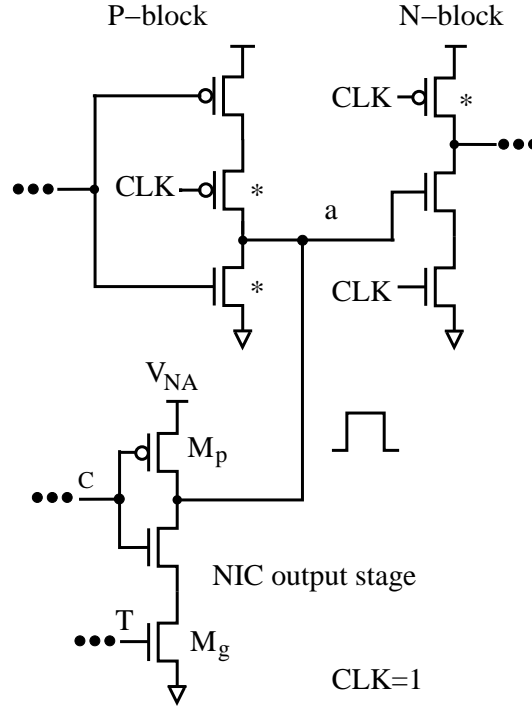 P−block
N−block
CLK
*
CLK
*
a
*
CLK
V_NA
M_p
C
NIC output stage
T
M_g
CLK=1